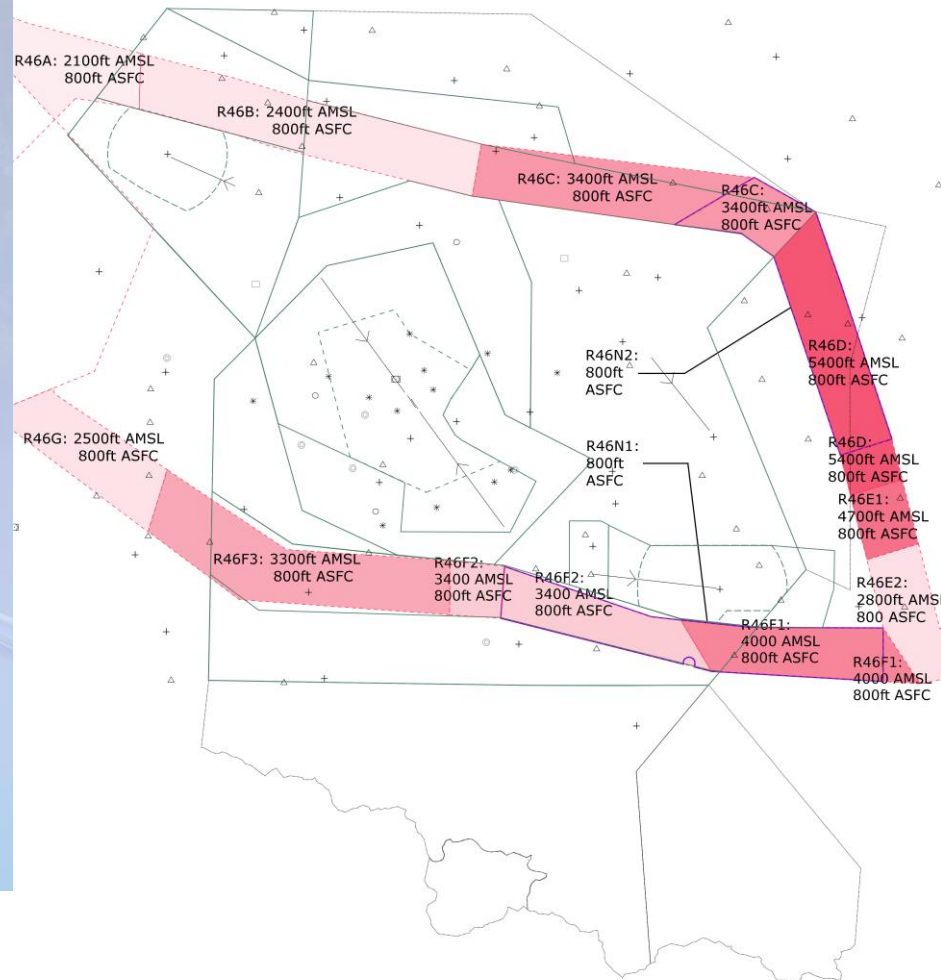 R46A: 2100ft AMSL
800ft ASFC
R46B: 2400ft AMSL
800ft ASFC
R46C: 3400ft AMSL
800ft ASFC
R46C:
3400ft AMSL
800ft ASFC
R46N2:
800ft
ASFC
R46D:
5400ft AMSL
800ft ASFC
R46G: 2500ft AMSL
800ft ASFC
R46N1:
800ft
ASFC
R46D:
5400ft AMSL
800ft ASFC
R46E1:
4700ft AMSL
800ft ASFC
R46F3: 3300ft AMSL
800ft ASFC
R46F2:
3400 AMSL
800ft ASFC
R46F2:
3400 AMSL
800ft ASFC
R46E2:
2800ft AMSL
800 ASFC
R46F1:
4000 AMSL
800ft ASFC
R46F1:
4000 AMSL
800ft ASFC